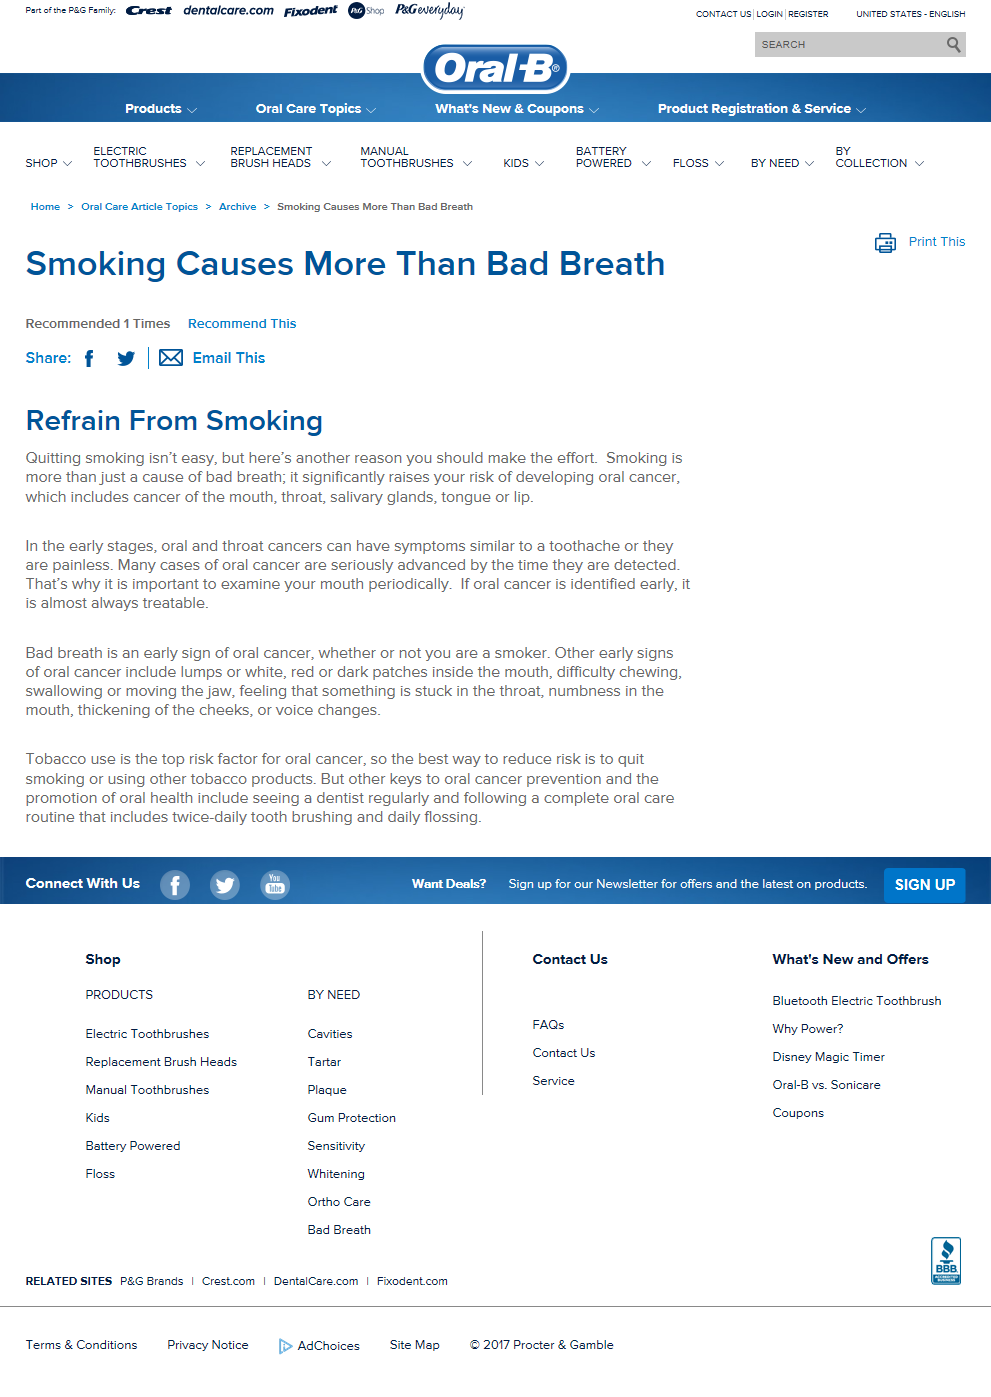 Part of the P&G Family: Crest dentalcare.com Fixodent P&G Shop P&Geveryday
CONTACT US LOGIN REGISTER UNITED STATES - ENGLISH
SEARCH
Oral-B®
Products Oral Care Topics What's New & Coupons Product Registration & Service
SHOP ELECTRIC TOOTHBRUSHES REPLACEMENT BRUSH HEADS MANUAL TOOTHBRUSHES KIDS BATTERY POWERED FLOSS BY NEED BY COLLECTION
Home > Oral Care Article Topics > Archive > Smoking Causes More Than Bad Breath
Print This
Smoking Causes More Than Bad Breath
Recommended 1 Times Recommend This
Share: Email This
Refrain From Smoking
Quitting smoking isn't easy, but here's another reason you should make the effort. Smoking is
more than just a cause of bad breath; it significantly raises your risk of developing oral cancer,
which includes cancer of the mouth, throat, salivary glands, tongue or lip.
In the early stages, oral and throat cancers can have symptoms similar to a toothache or they
are painless. Many cases of oral cancer are seriously advanced by the time they are detected.
That's why it is important to examine your mouth periodically. If oral cancer is identified early, it
is almost always treatable.
Bad breath is an early sign of oral cancer, whether or not you are a smoker. Other early signs
of oral cancer include lumps or white, red or dark patches inside the mouth, difficulty chewing,
swallowing or moving the jaw, feeling that something is stuck in the throat, numbness in the
mouth, thickening of the cheeks, or voice changes.
Tobacco use is the top risk factor for oral cancer, so the best way to reduce risk is to quit
smoking or using other tobacco products. But other keys to oral cancer prevention and the
promotion of oral health include seeing a dentist regularly and following a complete oral care
routine that includes twice-daily tooth brushing and daily flossing.
Connect With Us You Tube Want Deals? Sign up for our Newsletter for offers and the latest on products. SIGN UP
Shop
PRODUCTS
Electric Toothbrushes
Replacement Brush Heads
Manual Toothbrushes
Kids
Battery Powered
Floss
BY NEED
Cavities
Tartar
Plaque
Gum Protection
Sensitivity
Whitening
Ortho Care
Bad Breath
Contact Us
FAQs
Contact Us
Service
What's New and Offers
Bluetooth Electric Toothbrush
Why Power?
Disney Magic Timer
Oral-B vs. Sonicare
Coupons
BBB.
ACCREDITED
BUSINESS
RELATED SITES P&G Brands | Crest.com | DentalCare.com | Fixodent.com
Terms & Conditions Privacy Notice AdChoices Site Map © 2017 Procter & Gamble